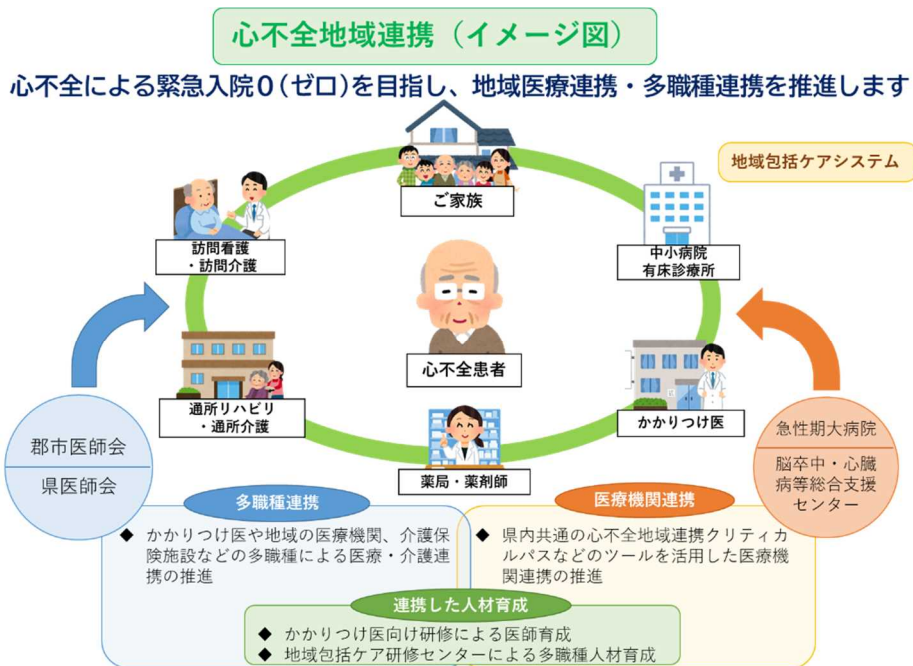 心不全地域連携（イメージ図）
心不全による緊急入院０(ゼロ)を目指し、地域医療連携・多職種連携を推進します
地域包括ケアシステム
ご家族
訪問看護
・訪問介護
中小病院
有床診療所
心不全患者
通所リハビリ
・通所介護
かかりつけ医
薬局・薬剤師
郡市医師会
県医師会
急性期大病院
脳卒中・心臓
病等総合支援
センター
多職種連携
◆ かかりつけ医や地域の医療機関、介護保
険施設などの多職種による医療・介護連
携の推進
医療機関連携
◆ 県内共通の心不全地域連携クリティカ
ルパスなどのツールを活用した医療機
関連携の推進
連携した人材育成
◆ かかりつけ医向け研修による医師育成
◆ 地域包括ケア研修センターによる多職種人材育成